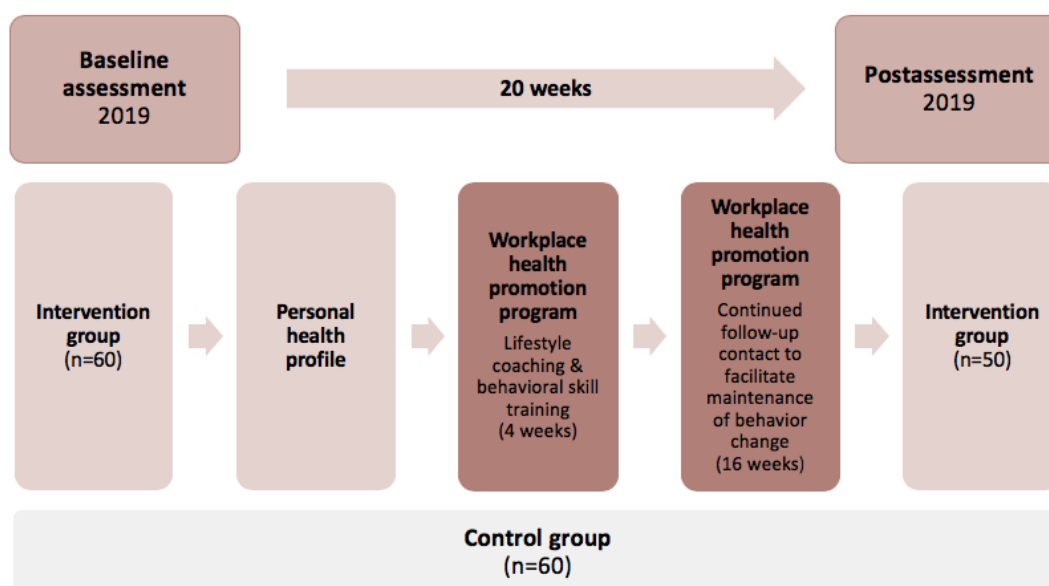 Baseline
assessment
2019
20 weeks
Postassessment
2019
Intervention
group
(n=60)
Personal
health
profile
Workplace
health
promotion
program
Lifestyle
coaching &
behavioral skill
training
(4 weeks)
Workplace
health
promotion
program
Continued
follow-up
contact to
facilitate
maintenance
of behavior
change
(16 weeks)
Intervention
group
(n=50)
Control group
(n=60)